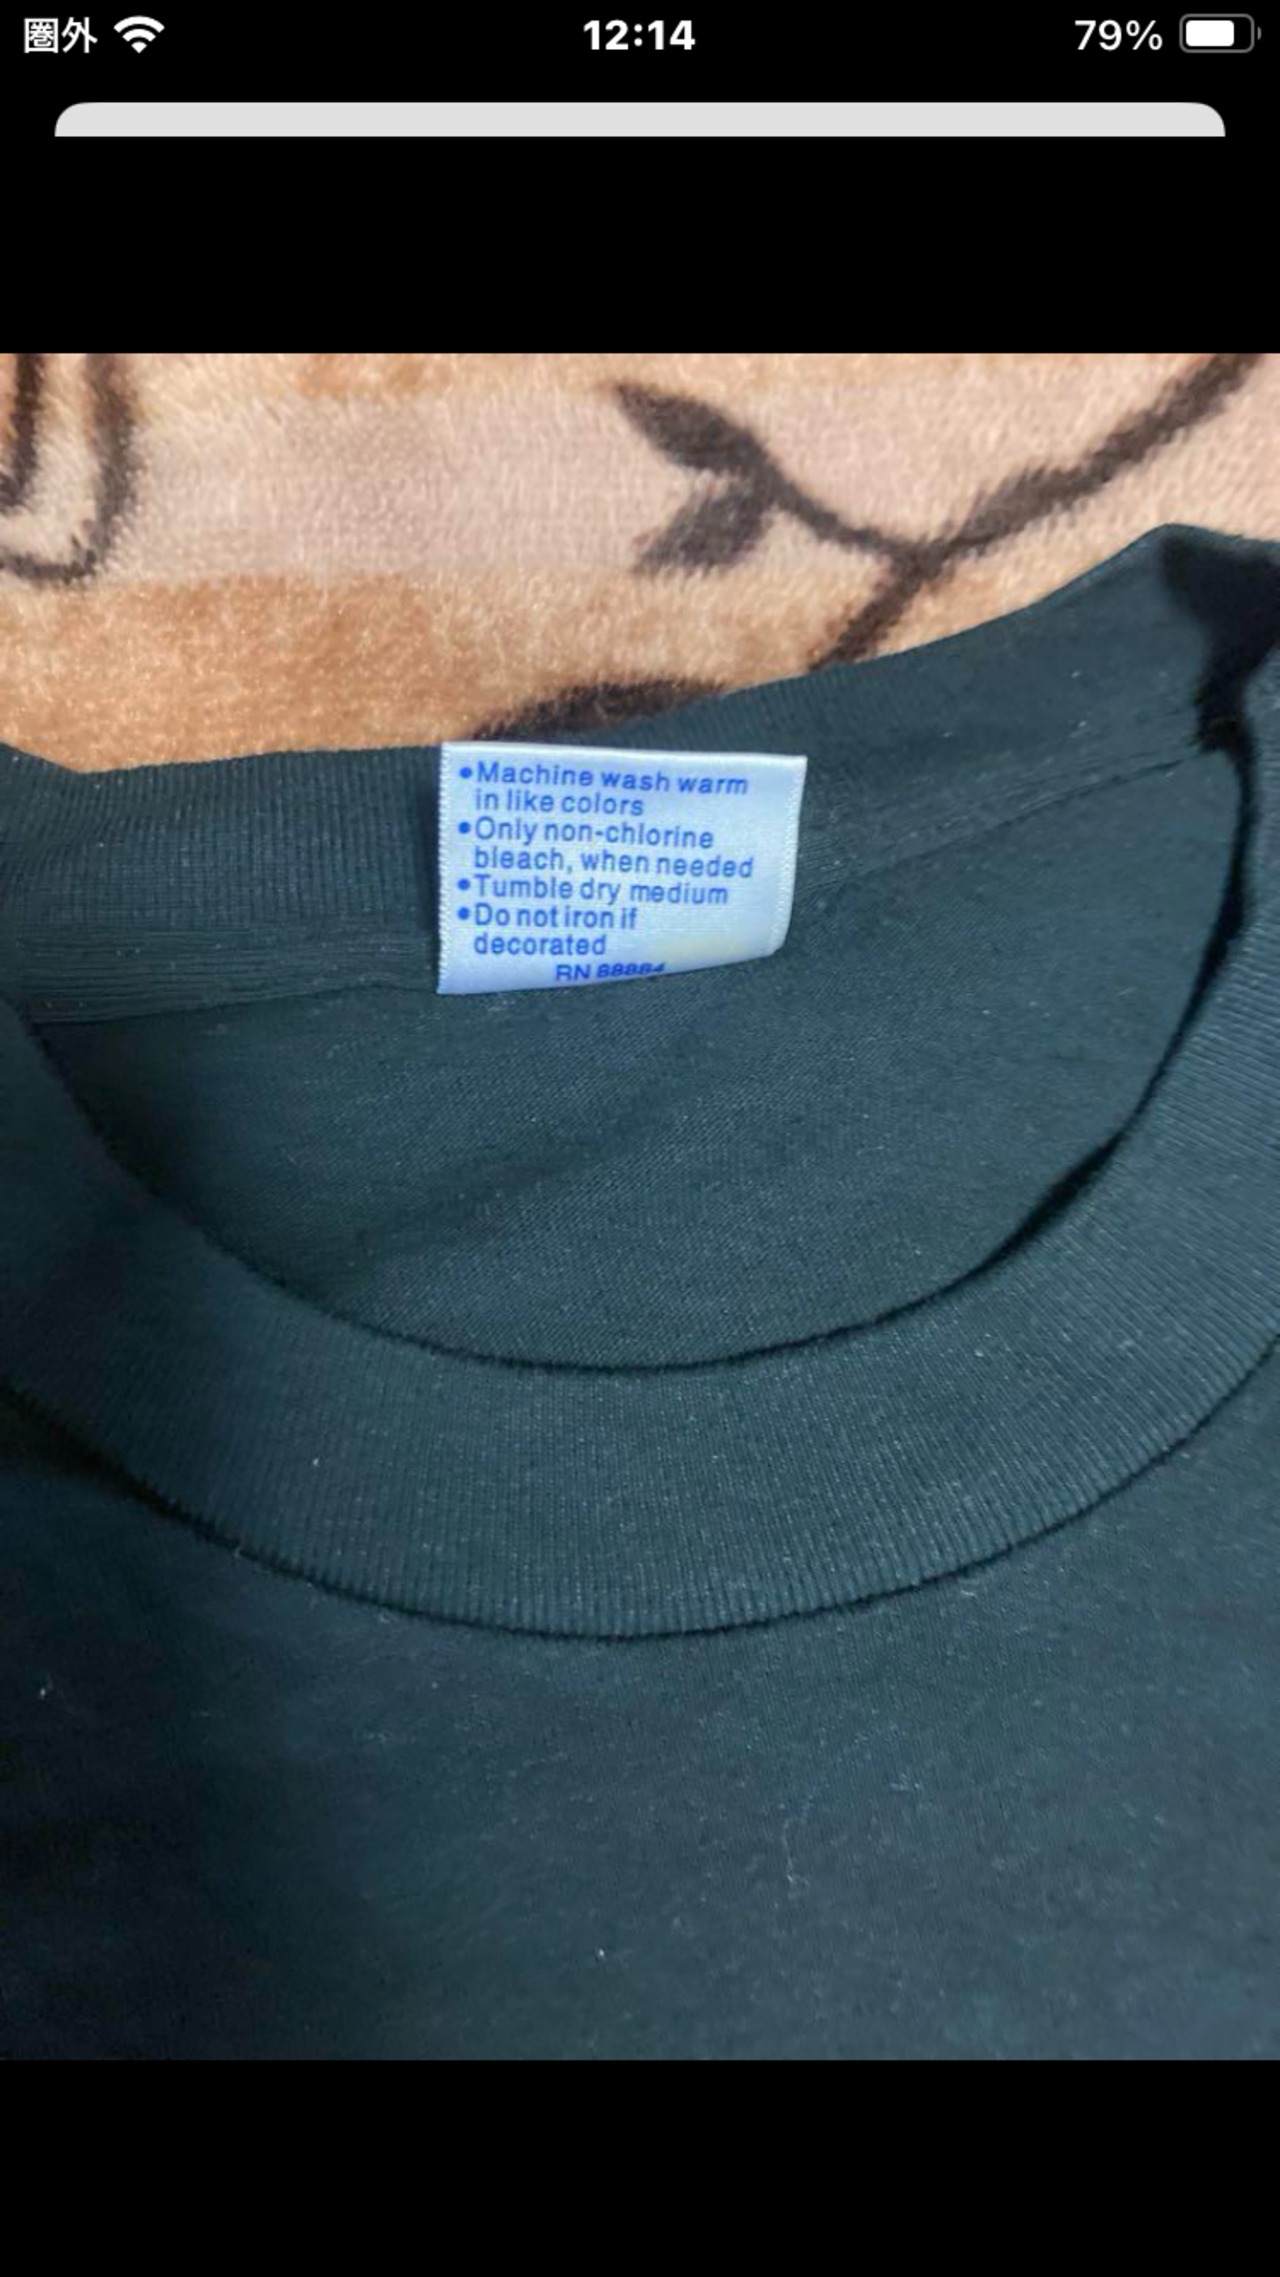 圏外 12:14 79%
•Machine wash warm
in like colors
•Only non-chlorine
bleach, when needed
•Tumble dry medium
•Do not iron if
decorated
RN